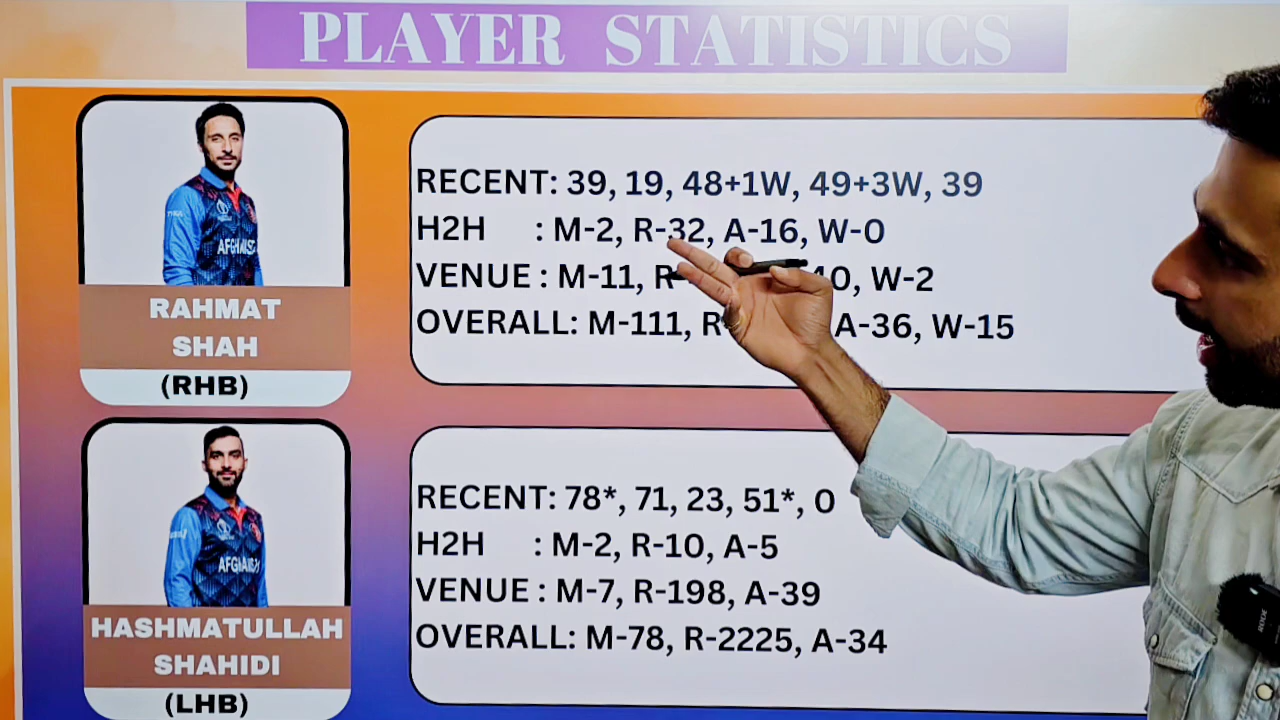 PLAYER STATISTICS
AFGHANIST
RAHMAT
SHAH
(RHB)
RECENT: 39, 19, 48+1W, 49+3W, 39
H2H : M-2, R-32, A-16, W-0
VENUE : M-11, W-2
OVERALL: M-111, A-36, W-15
HASHMATULLAH
SHAHIDI
(LHB)
RECENT: 78*, 71, 23, 51*, 0
H2H : M-2, R-10, A-5
VENUE : M-7, R-198, A-39
OVERALL: M-78, R-2225, A-34
RODE